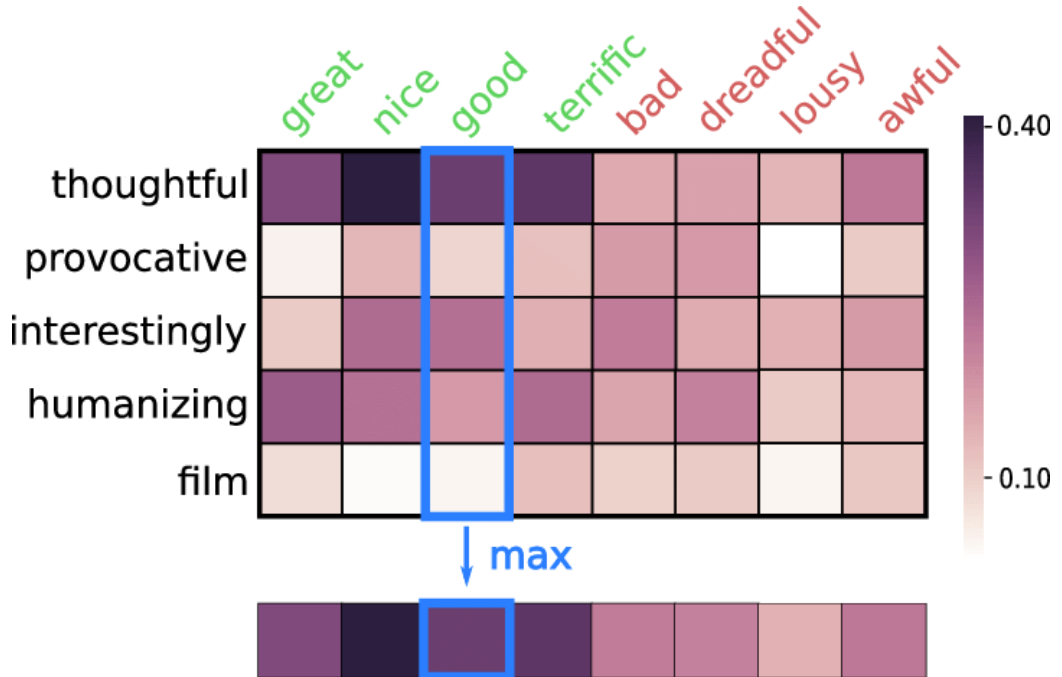 great nice good terrific bad dreadful lousy awful
thoughtful
provocative
interestingly
humanizing
film
0.40
0.10
max